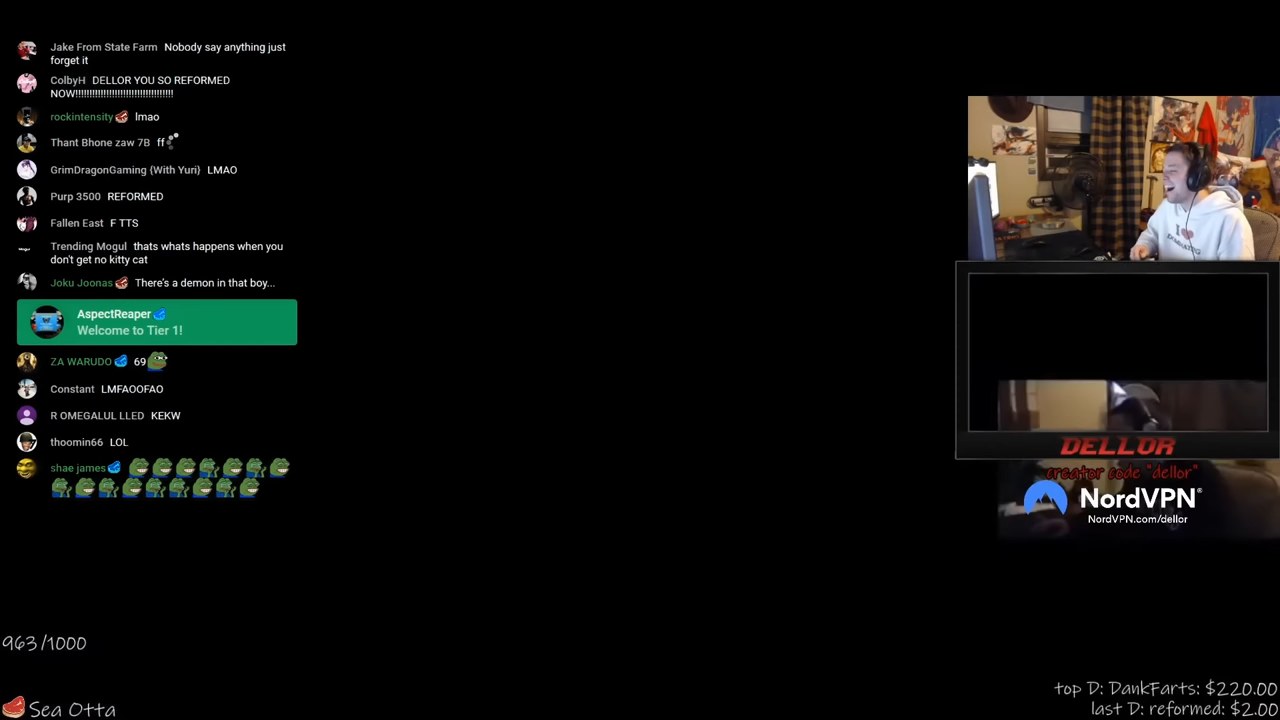 Jake From State Farm Nobody say anything just
forget it
ColbyH DELLOR YOU SO REFORMED
rockintensity lmao
Thant Bhone zaw 7B ff
GrimDragonGaming {With Yuri} LMAO
Purp 3500 REFORMED
Fallen East F TTS
Trending Mogul thats whats happens when you
don't get no kitty cat
Joku Joonas There's a demon in that boy...
AspectReaper
Welcome to Tier 1!
ZA WARUDO 69
Constant LMFAOOFAO
R OMEGALUL LLED KEKW
thoomin66 LOL
shae james
963/1000
Sea Otta
DELLOR
creator code "dellor"
NordVPN®
NordVPN.com/dellor
top D: DankFarts: $220.00
last D: reformed: $2.00